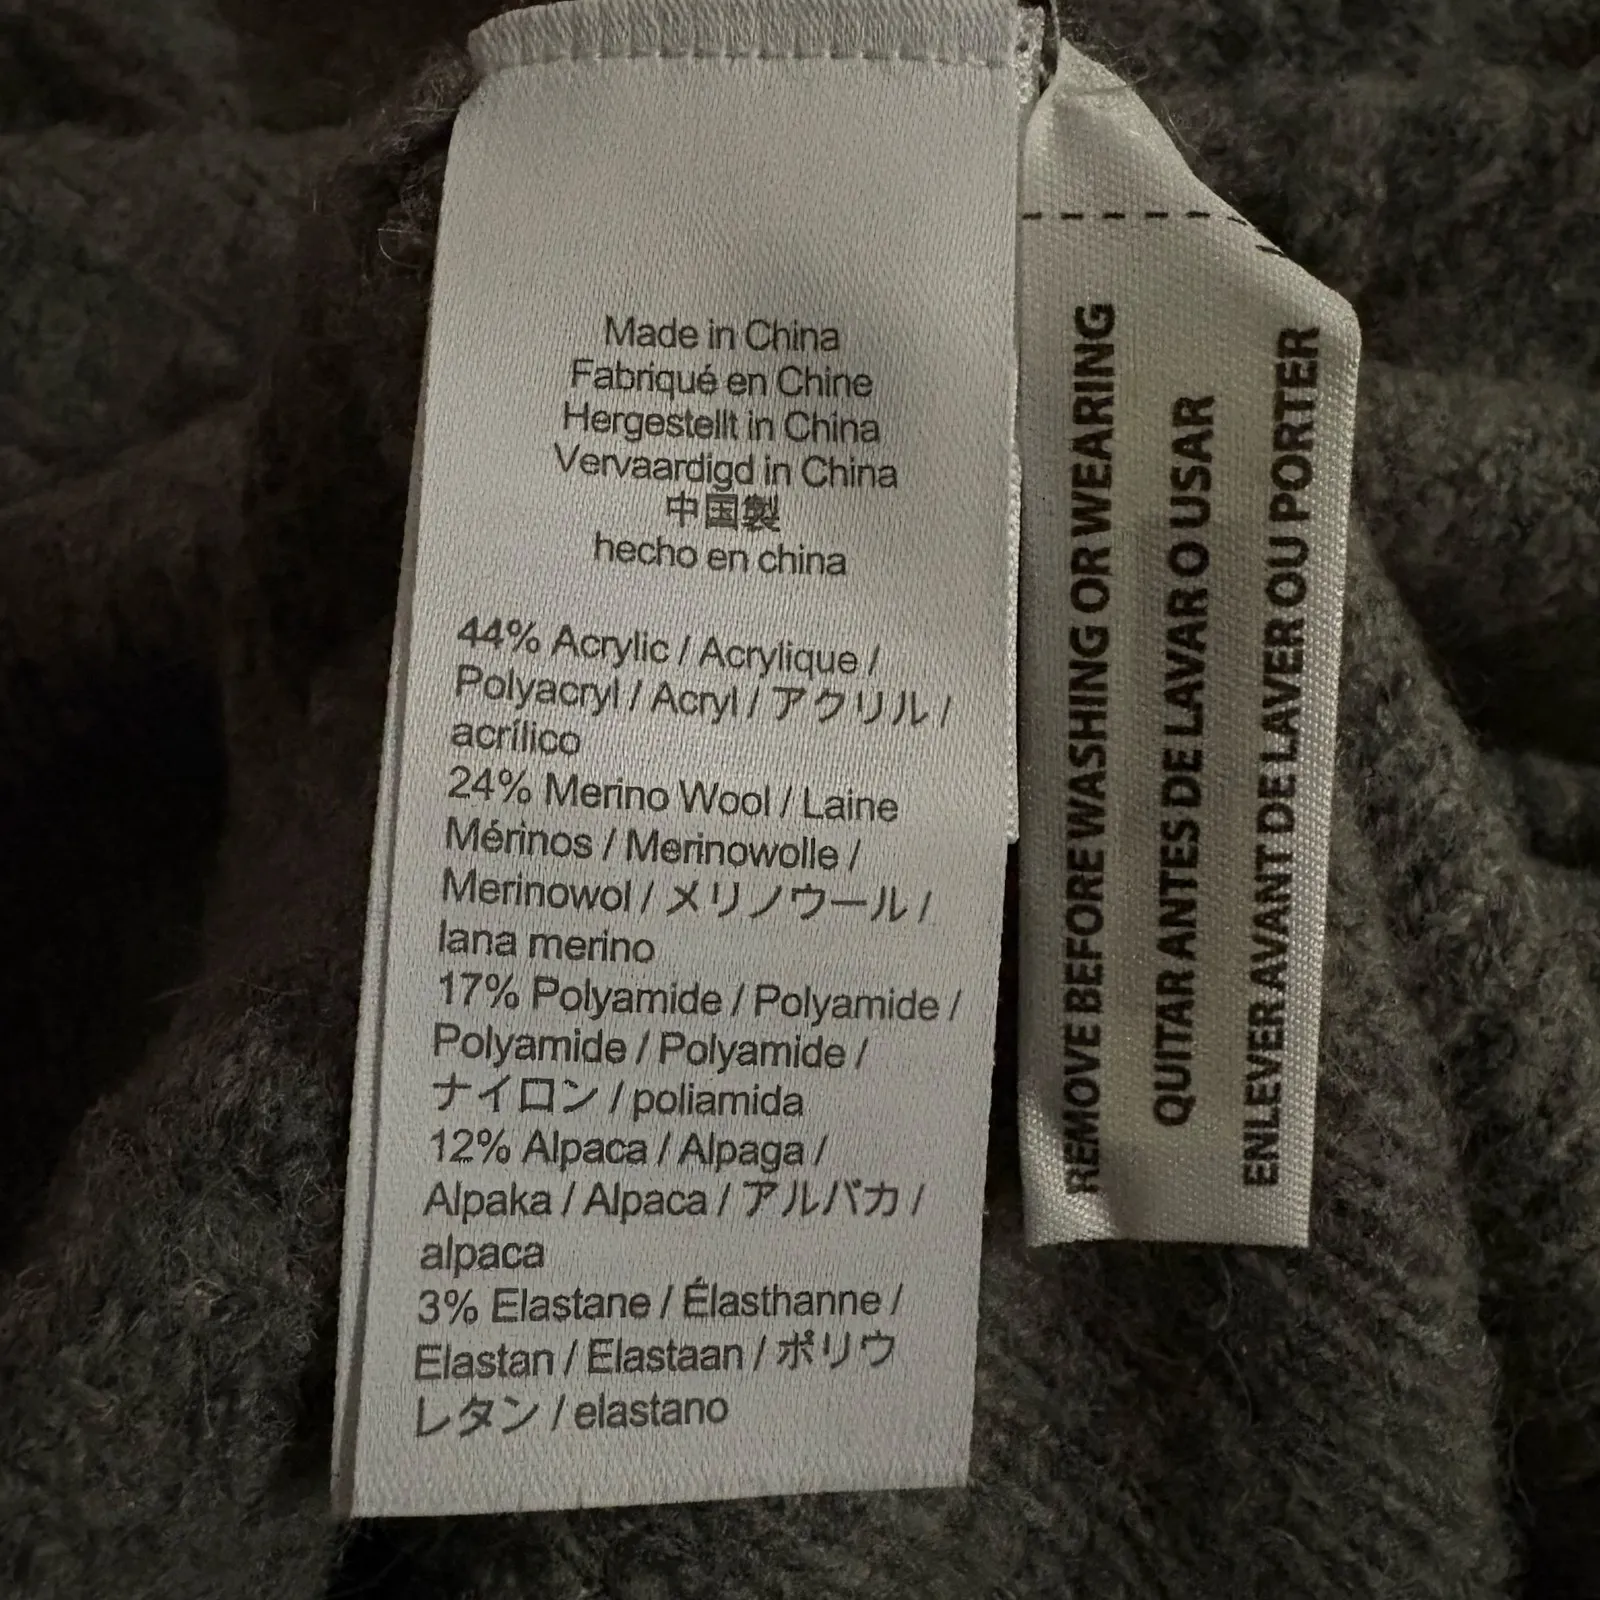 Made in China
Fabriqué en Chine
Hergestellt in China
Vervaardigd in China
中国製
hecho en china
44% Acrylic / Acrylique /
Polyacryl / Acryl / アクリル /
acrílico
24% Merino Wool / Laine
Mérinos / Merinowolle /
Merinowol / メリノウール /
lana merino
17% Polyamide / Polyamide /
Polyamide / Polyamide /
ナイロン / poliamida
12% Alpaca / Alpaga /
Alpaka / Alpaca / アルパカ /
alpaca
3% Elastane / Élasthanne /
Elastan / Elastaan / ポリウ
レタン / elastano
REMOVE BEFORE WASHING OR WEARING
QUITAR ANTES DE LAVAR O USAR
ENLEVER AVANT DE LAVER OU PORTER